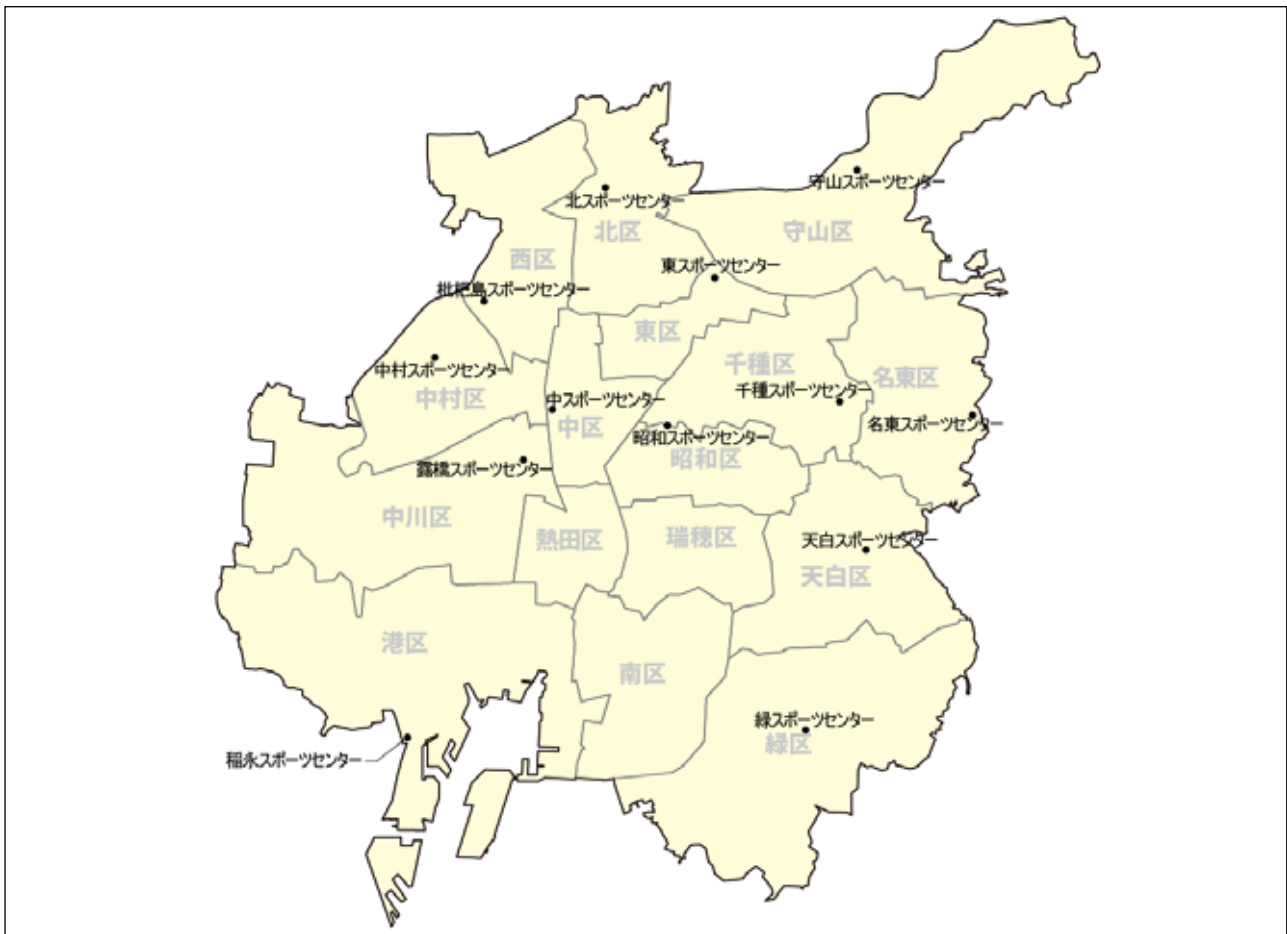 守山スポーツセンター
北スポーツセンター
北区
守山区
西区
東スポーツセンター
枇杷島スポーツセンター
東区
中村スポーツセンター
千種区
名東区
千種スポーツセンター
中村区
中スポーツセンター
中区
名東スポーツセンター
昭和スポーツセンター
昭和区
露橋スポーツセンター
中川区
熱田区
瑞穂区
天白スポーツセンター
天白区
港区
南区
緑スポーツセンター
緑区
稲永スポーツセンター